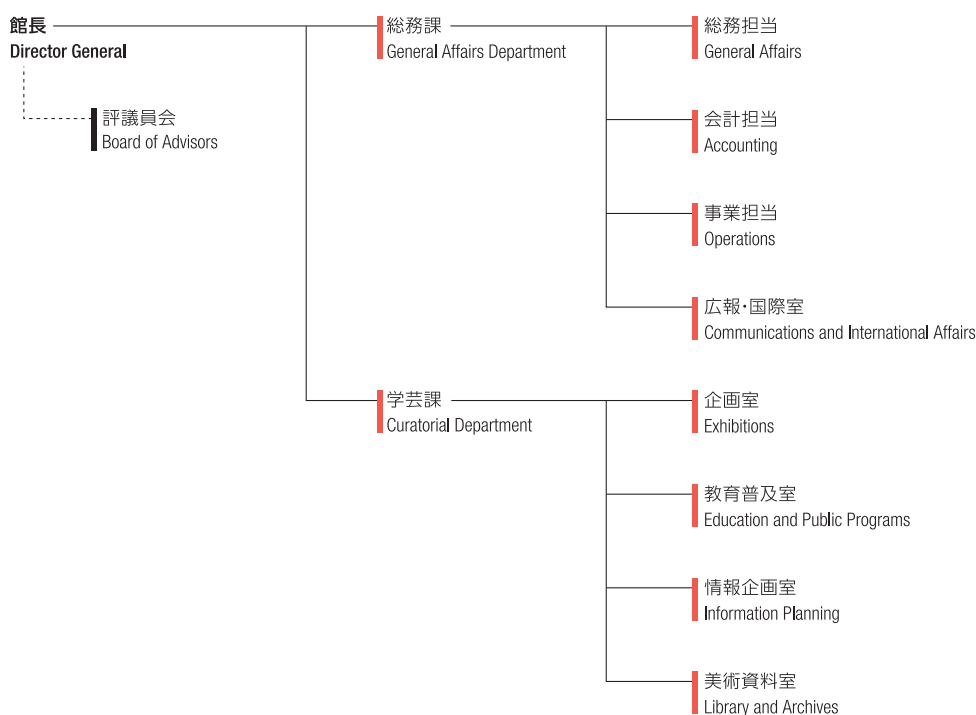 館長
Director General
評議員会
Board of Advisors
総務課
General Affairs Department
総務担当
General Affairs
会計担当
Accounting
事業担当
Operations
広報・国際室
Communications and International Affairs
学芸課
Curatorial Department
企画室
Exhibitions
教育普及室
Education and Public Programs
情報企画室
Information Planning
美術資料室
Library and Archives